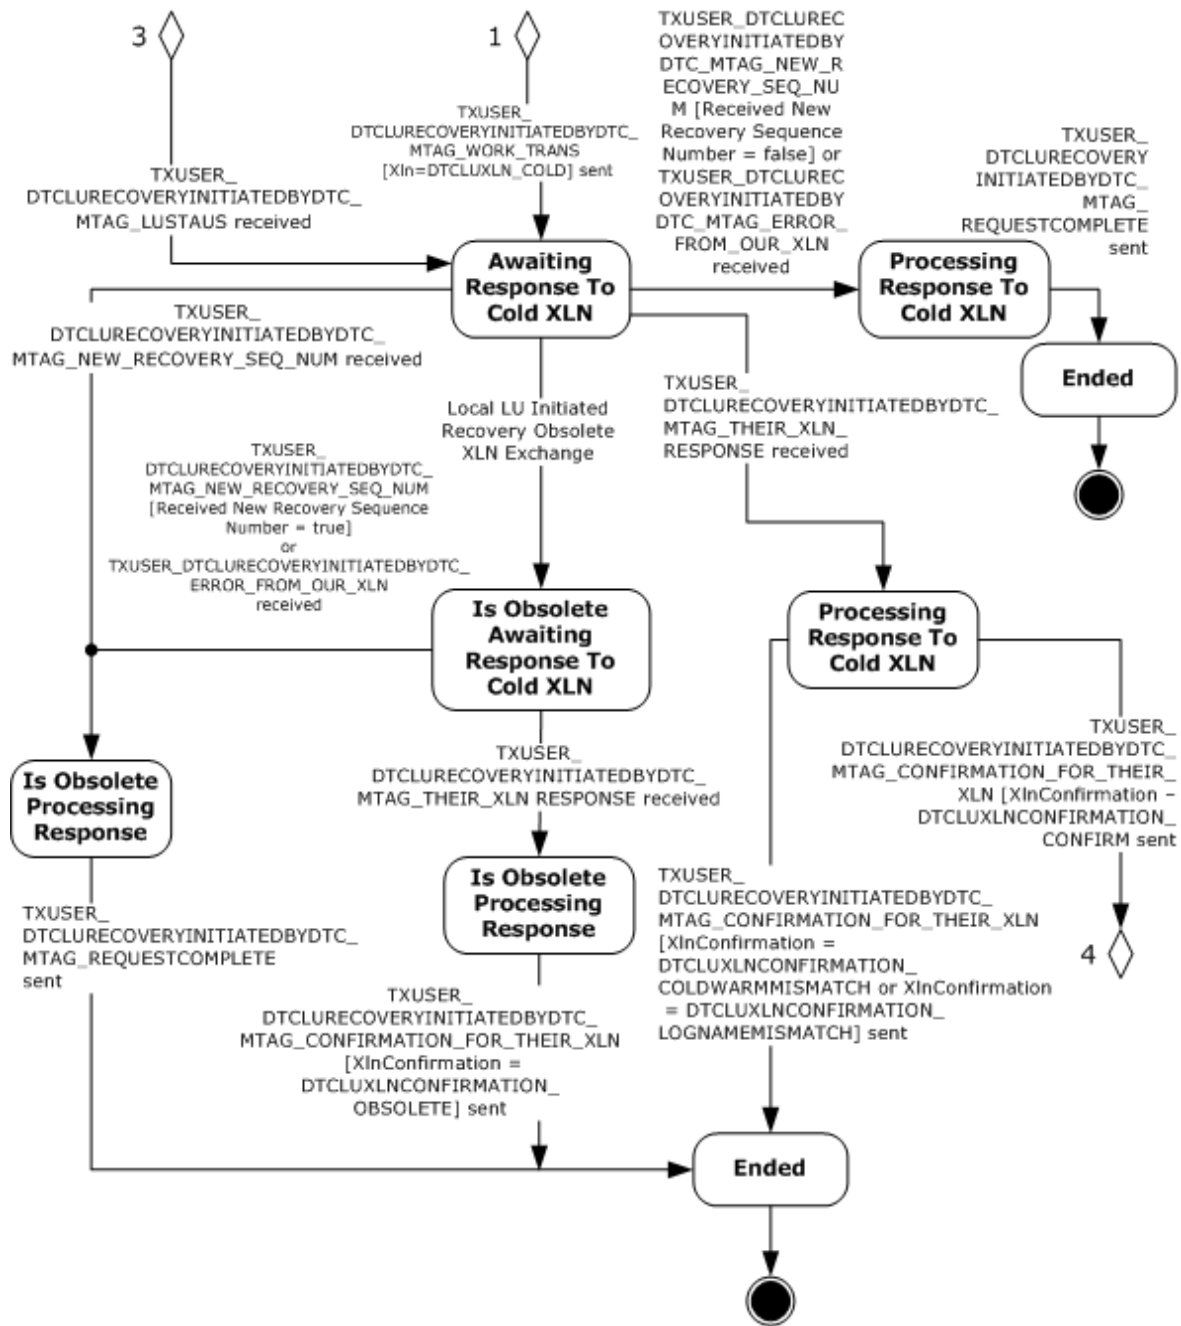 3
1
TXUSER_DTCLUREC
OVERYINITIATEDBY
DTC_MTAG_NEW_R
ECOVERY_SEQ_NU
M [Received New
Recovery Sequence
Number = false] or
TXUSER_DTCLUREC
OVERYINITIATEDBY
DTC_MTAG_ERROR_
FROM_OUR_XLN
received
TXUSER_
DTCLURECOVERYINITIATEDBYDTC_
MTAG_WORK_TRANS
[Xln=DTCLUXLN_COLD] sent
TXUSER_
DTCLURECOVERY
INITIATEDBYDTC_
MTAG_
REQUESTCOMPLETE
sent
TXUSER_
DTCLURECOVERYINITIATEDBYDTC_
MTAG_LUSTAUS received
Awaiting
Response To
Cold XLN
Processing
Response To
Cold XLN
TXUSER_
DTCLURECOVERYINITIATEDBYDTC_
MTAG_NEW_RECOVERY_SEQ_NUM received
Ended
TXUSER_
DTCLURECOVERYINITIATEDBYDTC_
MTAG_THEIR_XLN_
RESPONSE received
Local LU Initiated
Recovery Obsolete
XLN Exchange
TXUSER_
DTCLURECOVERYINITIATEDBYDTC_
MTAG_NEW_RECOVERY_SEQ_NUM
[Received New Recovery Sequence
Number = true]
or
TXUSER_DTCLURECOVERYINITIATEDBYDTC_
ERROR_FROM_OUR_XLN
received
Is Obsolete
Awaiting
Response To
Cold XLN
Processing
Response To
Cold XLN
TXUSER_
DTCLURECOVERYINITIATEDBYDTC_
MTAG_CONFIRMATION_FOR_THEIR_
XLN [XlnConfirmation –
DTCLUXLNCONFIRMATION_
CONFIRM sent
TXUSER_
DTCLURECOVERYINITIATEDBYDTC_
MTAG_THEIR_XLN RESPONSE received
Is Obsolete
Processing
Response
Is Obsolete
Processing
Response
TXUSER_
DTCLURECOVERYINITIATEDBYDTC_
MTAG_CONFIRMATION_FOR_THEIR_XLN
[XlnConfirmation =
DTCLUXLNCONFIRMATION_
COLDWARMMISMATCH or XlnConfirmation
= DTCLUXLNCONFIRMATION_
LOGNAMEMISMATCH] sent
4
TXUSER_
DTCLURECOVERYINITIATEDBYDTC_
MTAG_REQUESTCOMPLETE
sent
TXUSER_
DTCLURECOVERYINITIATEDBYDTC_
MTAG_CONFIRMATION_FOR_THEIR_XLN
[XlnConfirmation =
DTCLUXLNCONFIRMATION_
OBSOLETE] sent
Ended